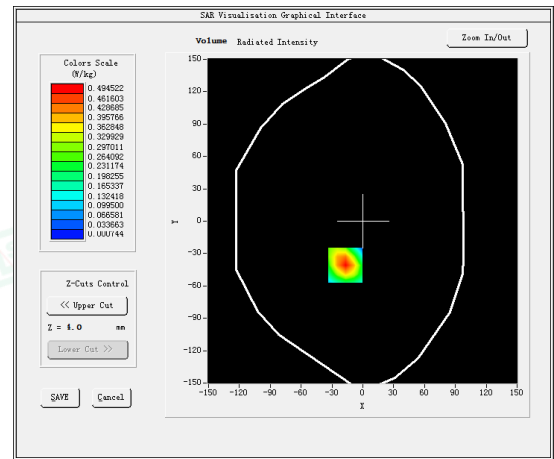 SAR Visualisation Graphical Interface
Volume Radiated Intensity
Zoom In/Out
Colors Scale
(W/kg)
0.494522
0.461603
0.428685
0.395766
0.362848
0.329929
0.297011
0.264092
0.231174
0.198255
0.165337
0.132418
0.099500
0.066581
0.033663
0.000744
150
90
60
30
0
-30
-60
-90
-120
-150
Y
-150 -120 -90 -60 -30 0 30 60 90 120 150
X
Z-Cuts Control
<< Upper Cut
Z = 4.0 mm
Lower Cut >>
SAVE Cancel